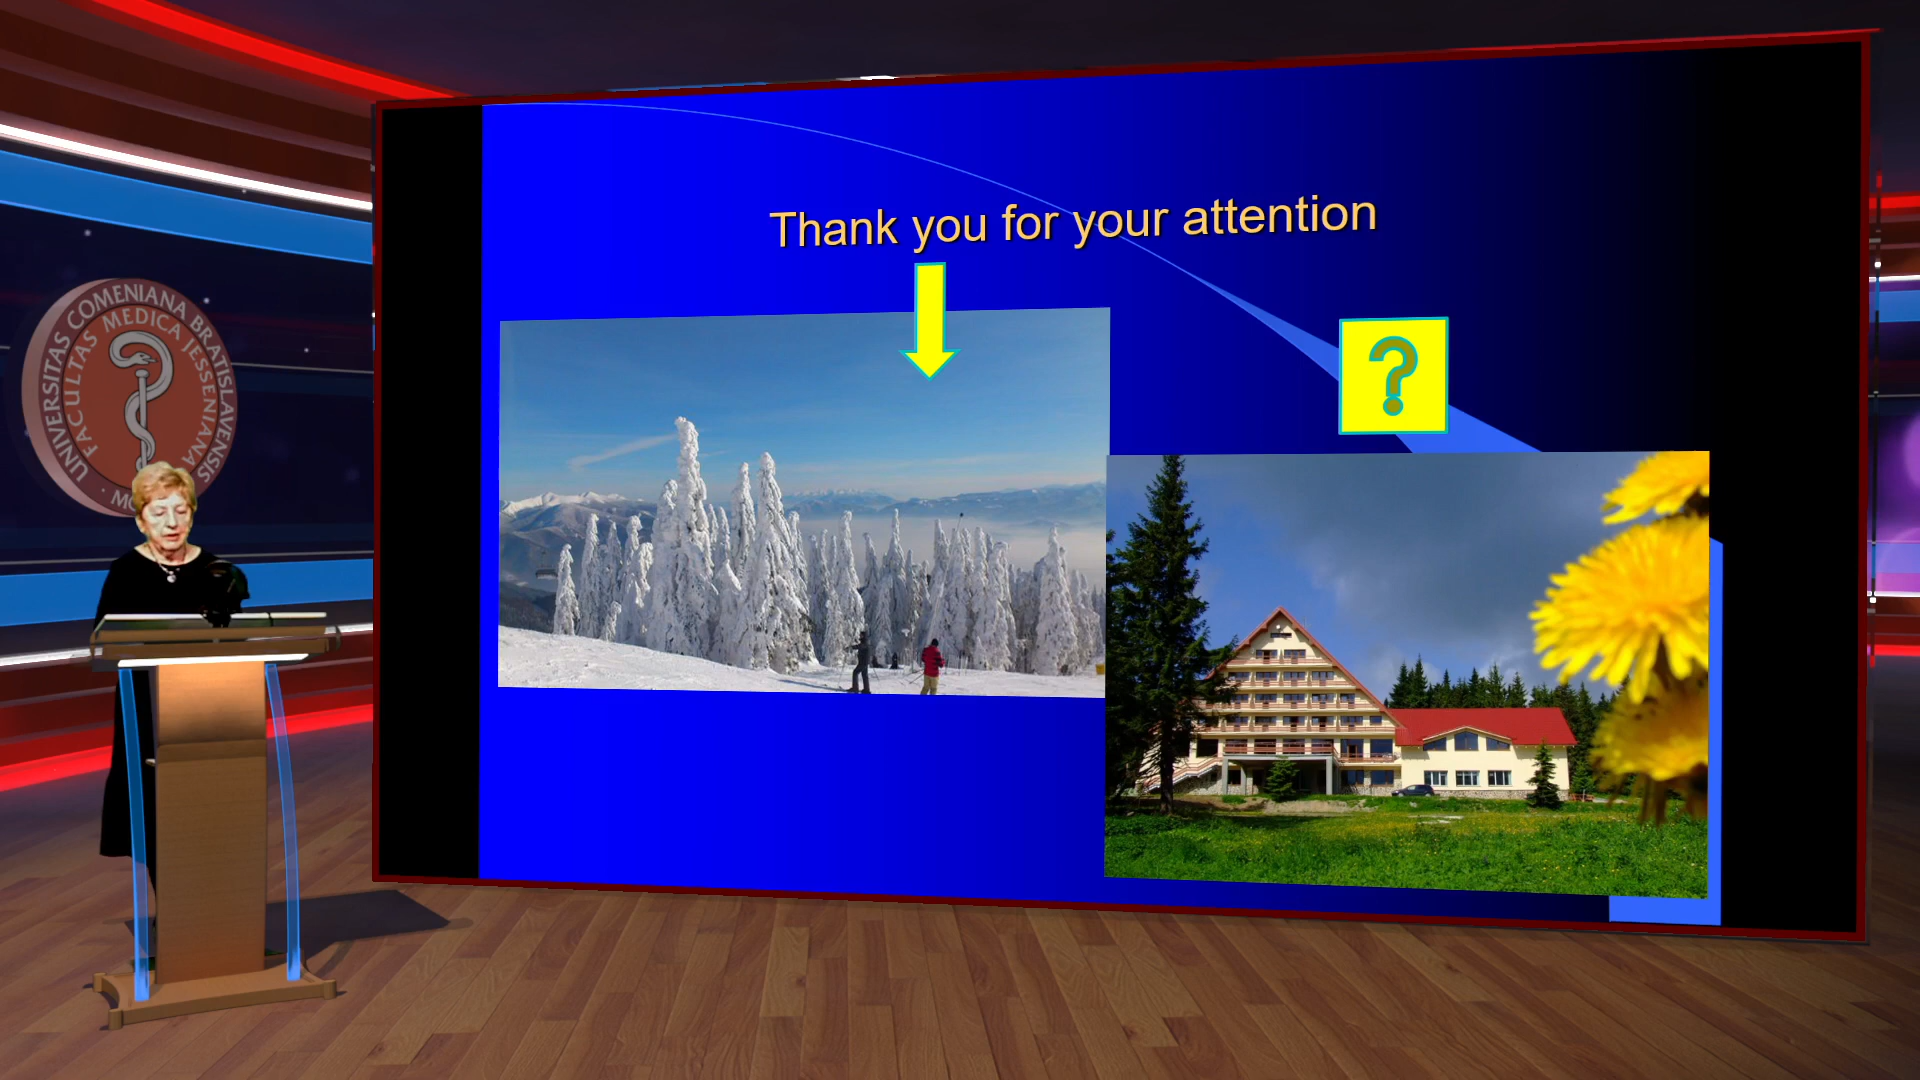 Thank you for your attention
?
UNIVERSITAS COMENIANA BRATISLAVENSIS
FACULTAS MEDICA JESSENIANA